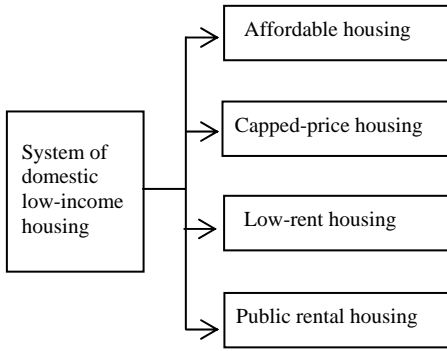 System of
domestic
low-income
housing
Affordable housing
Capped-price housing
Low-rent housing
Public rental housing